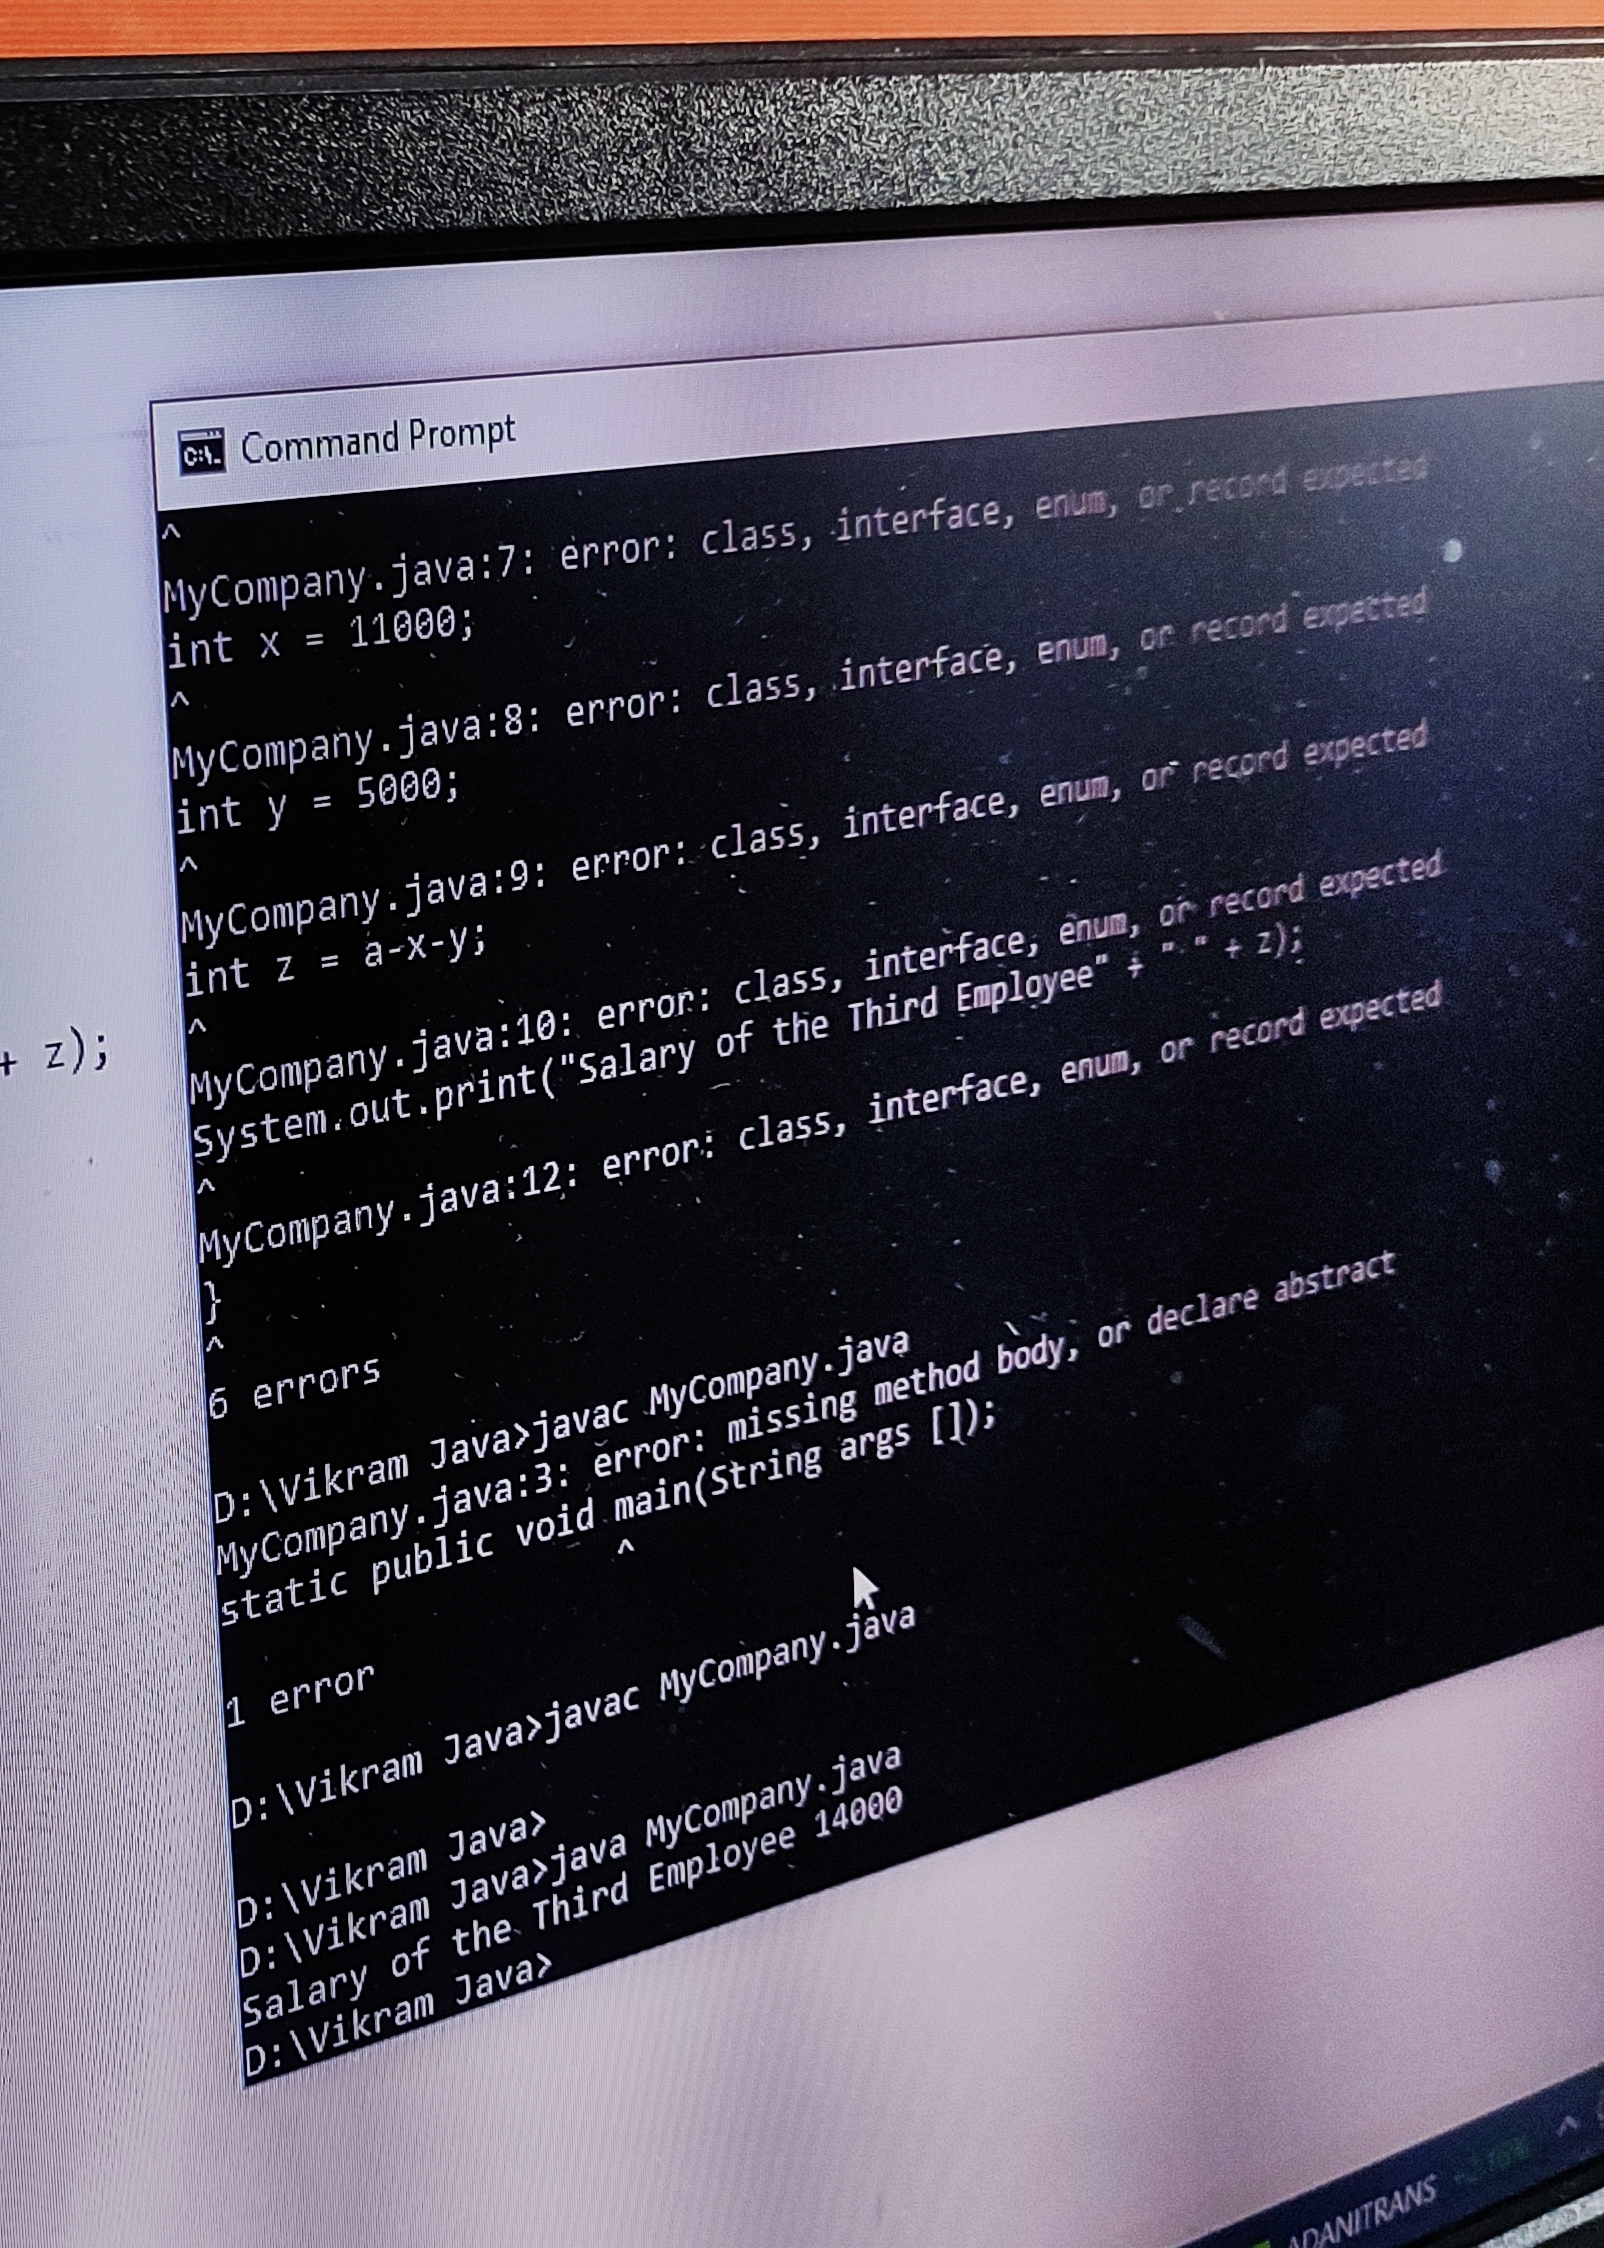 Command Prompt
^
MyCompany.java:7: error: class, interface, enum, or record expected
int x = 11000;
^
MyCompany.java:8: error: class, interface, enum, or record expected
int y = 5000;
^
MyCompany.java:9: error: class, interface, enum, or record expected
int z = a-x-y;
^
MyCompany.java:10: error: class, interface, enum, or record expected
System.out.print("Salary of the Third Employee" + " " + z);
^
MyCompany.java:12: error: class, interface, enum, or record expected
}
^
6 errors
D:\Vikram Java>javac MyCompany.java
MyCompany.java:3: error: missing method body, or declare abstract
static public void main(String args []);
^
1 error
D:\Vikram Java>javac MyCompany.java
D:\Vikram Java>
D:\Vikram Java>java MyCompany.java
Salary of the Third Employee 14000
D:\Vikram Java>
+ z);
ADANITRANS